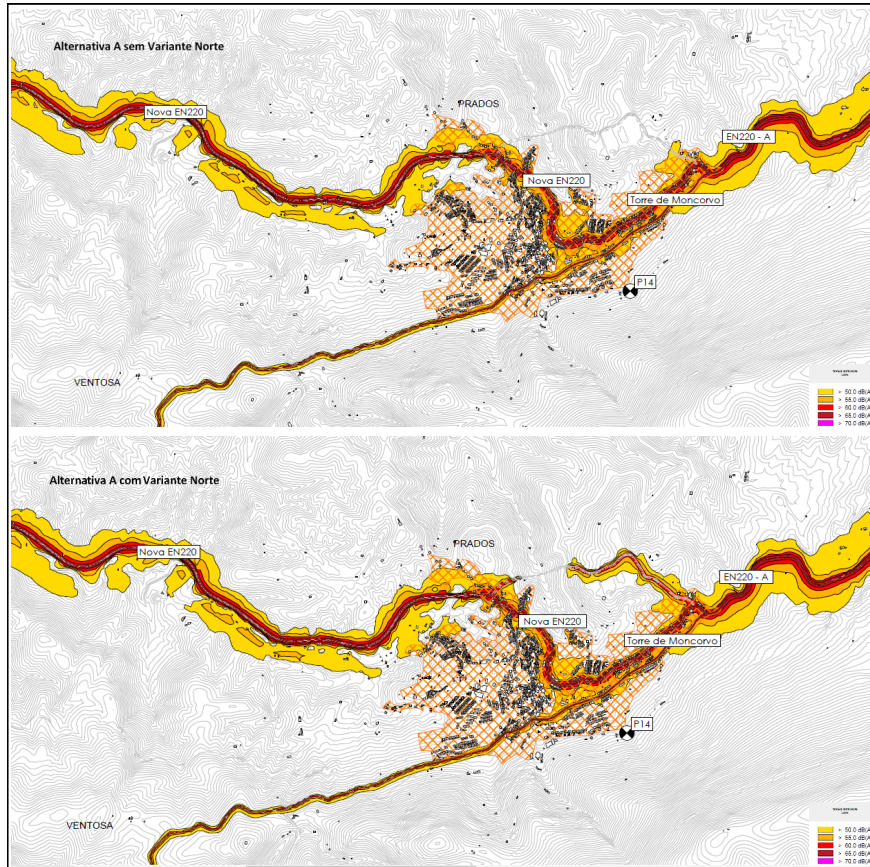 Alternativa A sem Variante Norte
Nova EN220
PRADOS
EN220 - A
Nova EN220
Torre de Moncorvo
P14
VENTOSA
> 50.0 dB(A
> 55.0 dB(A
> 60.0 dB(A
> 65.0 dB(A
> 70.0 dB(A
Alternativa A com Variante Norte
Nova EN220
PRADOS
EN220 - A
Nova EN220
Torre de Moncorvo
P14
VENTOSA
> 50.0 dB(A
> 55.0 dB(A
> 60.0 dB(A
> 65.0 dB(A
> 70.0 dB(A